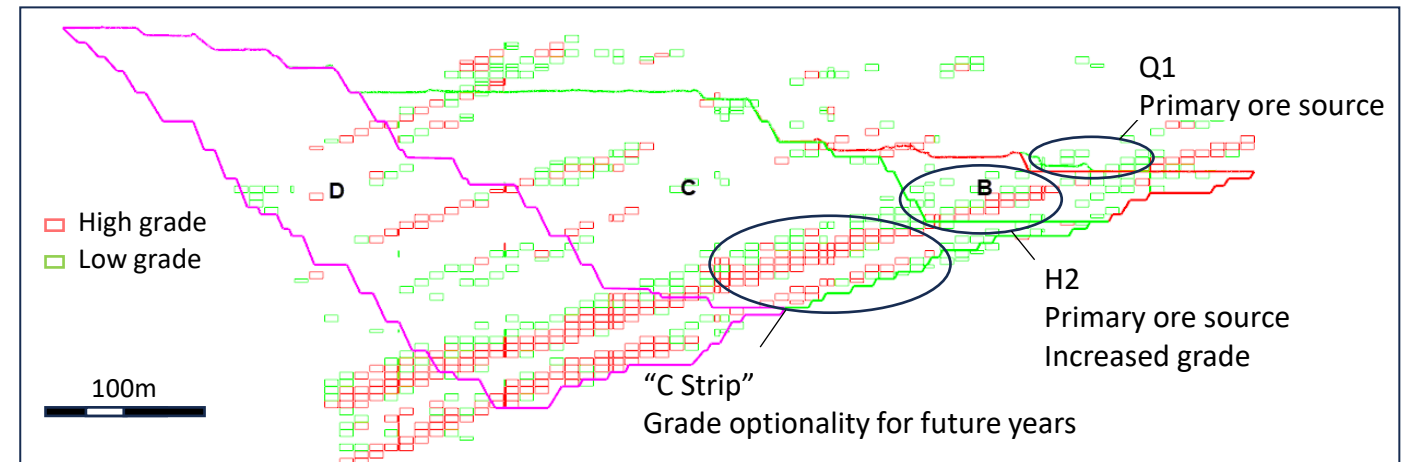 Q1
Primary ore source
D
C
B
High grade
Low grade
H2
Primary ore source
Increased grade
100m
“C Strip”
Grade optionality for future years